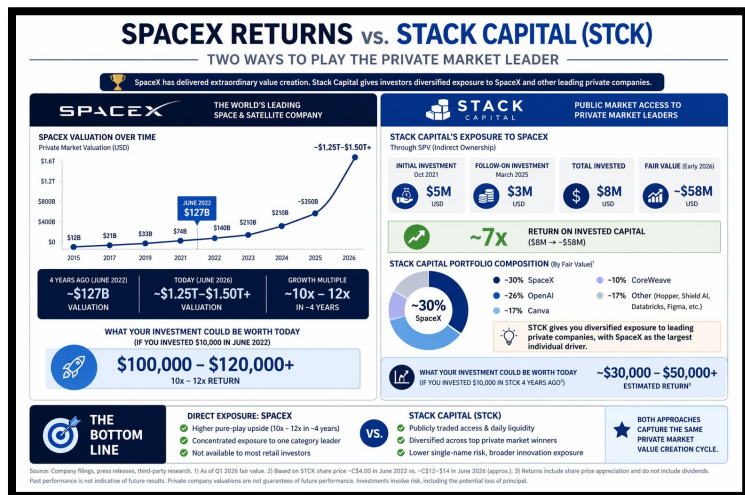 SPACEX RETURNS vs. STACK CAPITAL (STCK)
TWO WAYS TO PLAY THE PRIVATE MARKET LEADER
SpaceX has delivered extraordinary value creation. Stack Capital gives investors diversified exposure to SpaceX and other leading private companies.
SPACEX
THE WORLD'S LEADING
SPACE & SATELLITE COMPANY
SPACEX VALUATION OVER TIME
Private Market Valuation (USD)
~$1,25T–$1.50T+
$1.6T
$1.2T
$800B
$400B
$0
JUNE 2022
$127B
$12B
$21B
$33B
$74B
$140B
$210B
$210B
~$350B
2015
2017
2019
2021
2022
2023
2024
2025
2026
4 YEARS AGO (JUNE 2022)
~$127B
VALUATION
TODAY (JUNE 2026)
~$1.25T–$1.50T+
VALUATION
GROWTH MULTIPLE
~10x – 12x
IN ~4 YEARS
WHAT YOUR INVESTMENT COULD BE WORTH TODAY
(IF YOU INVESTED $10,000 IN JUNE 2022)
$100,000 – $120,000+
10x – 12x RETURN
STACK
CAPITAL
PUBLIC MARKET ACCESS TO
PRIVATE MARKET LEADERS
STACK CAPITAL'S EXPOSURE TO SPACEX
Through SPV (Indirect Ownership)
INITIAL INVESTMENT
Oct 2021
$5M
USD
FOLLOW-ON INVESTMENT
March 2025
$3M
USD
TOTAL INVESTED
$
$8M
USD
FAIR VALUE (Early 2026)
~$58M
USD
~7x
RETURN ON INVESTED CAPITAL
($8M → ~$58M)
STACK CAPITAL PORTFOLIO COMPOSITION (By Fair Value)¹
~30%
SpaceX
~30% SpaceX
~26% OpenAI
~17% Canva
~10% CoreWeave
~17% Other (Hopper, Shield AI,
Databricks, Figma, etc.)
STCK gives you diversified exposure to leading
private companies, with SpaceX as the largest
individual driver.
WHAT YOUR INVESTMENT COULD BE WORTH TODAY
(IF YOU INVESTED $10,000 IN STCK 4 YEARS AGO²)
~$30,000 – $50,000+
ESTIMATED RETURN³
THE
BOTTOM
LINE
DIRECT EXPOSURE: SPACEX
Higher pure-play upside (10x – 12x in ~4 years)
Concentrated exposure to one category leader
Not available to most retail investors
VS.
STACK CAPITAL (STCK)
Publicly traded access & daily liquidity
Diversified across top private market winners
Lower single-name risk, broader innovation exposure
BOTH APPROACHES
CAPTURE THE SAME
PRIVATE MARKET
VALUE CREATION CYCLE.
Source: Company filings, press releases, third-party research. 1) As of Q1 2026 fair value. 2) Based on STCK share price ~C$4.00 in June 2022 vs. ~C$12–$14 in June 2026 (approx.). 3) Returns include share price appreciation and do not include dividends.
Past performance is not indicative of future results. Private company valuations are not guarantees of future performance. Investments involve risk, including the potential loss of principal.